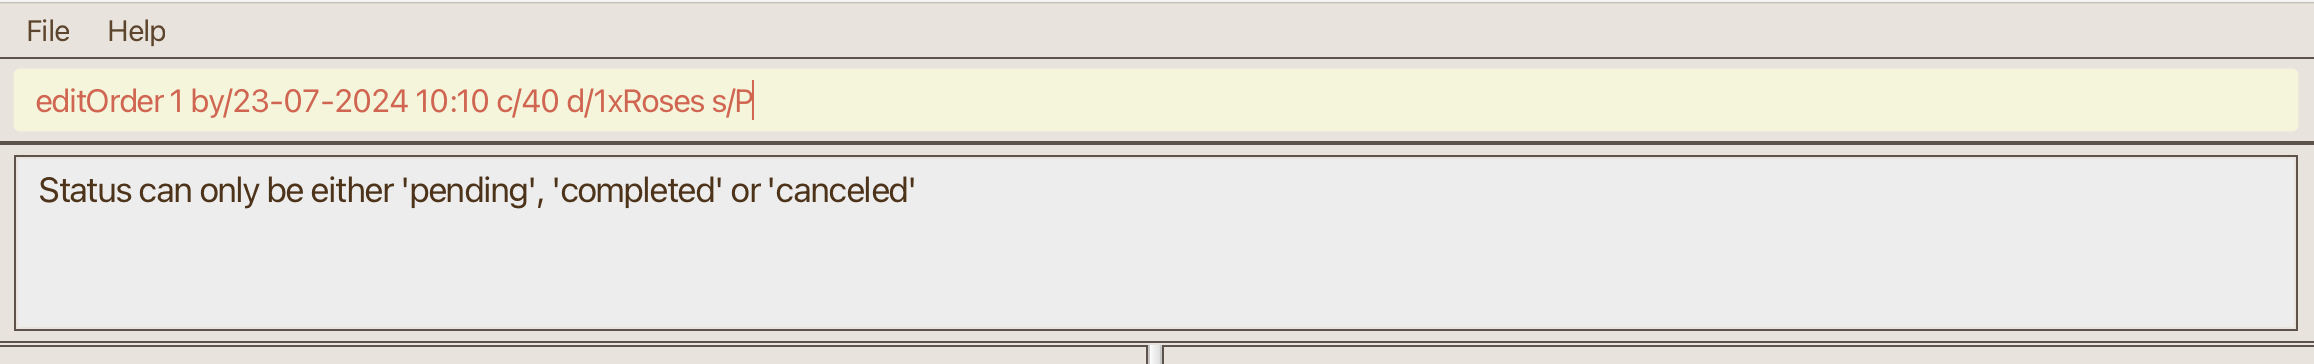 File Help
editOrder 1 by/23-07-2024 10:10 c/40 d/1xRoses s/P
Status can only be either 'pending', 'completed' or 'canceled'